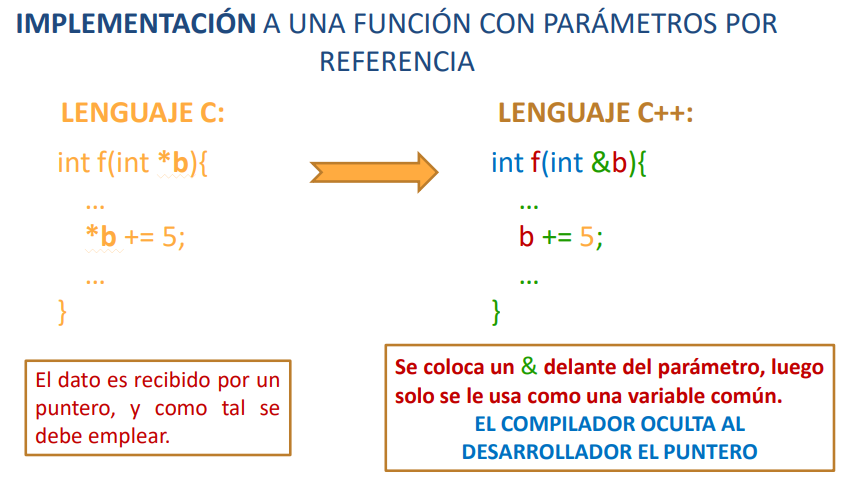 IMPLEMENTACIÓN A UNA FUNCIÓN CON PARÁMETROS POR
REFERENCIA
LENGUAJE C:
int f(int *b){
...
*b += 5;
...
}
El dato es recibido por un
puntero, y como tal se
debe emplear.
LENGUAJE C++:
int f(int &b){
...
b += 5;
...
}
Se coloca un & delante del parámetro, luego
solo se le usa como una variable común.
EL COMPILADOR OCULTA AL
DESARROLLADOR EL PUNTERO